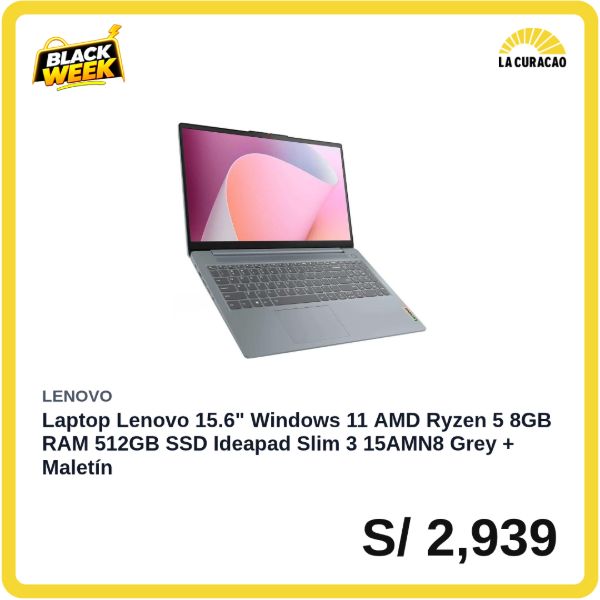 BLACK
WEEK
LA CURACAO
LENOVO
Laptop Lenovo 15.6" Windows 11 AMD Ryzen 5 8GB
RAM 512GB SSD Ideapad Slim 3 15AMN8 Grey +
Maletín
S/ 2,939